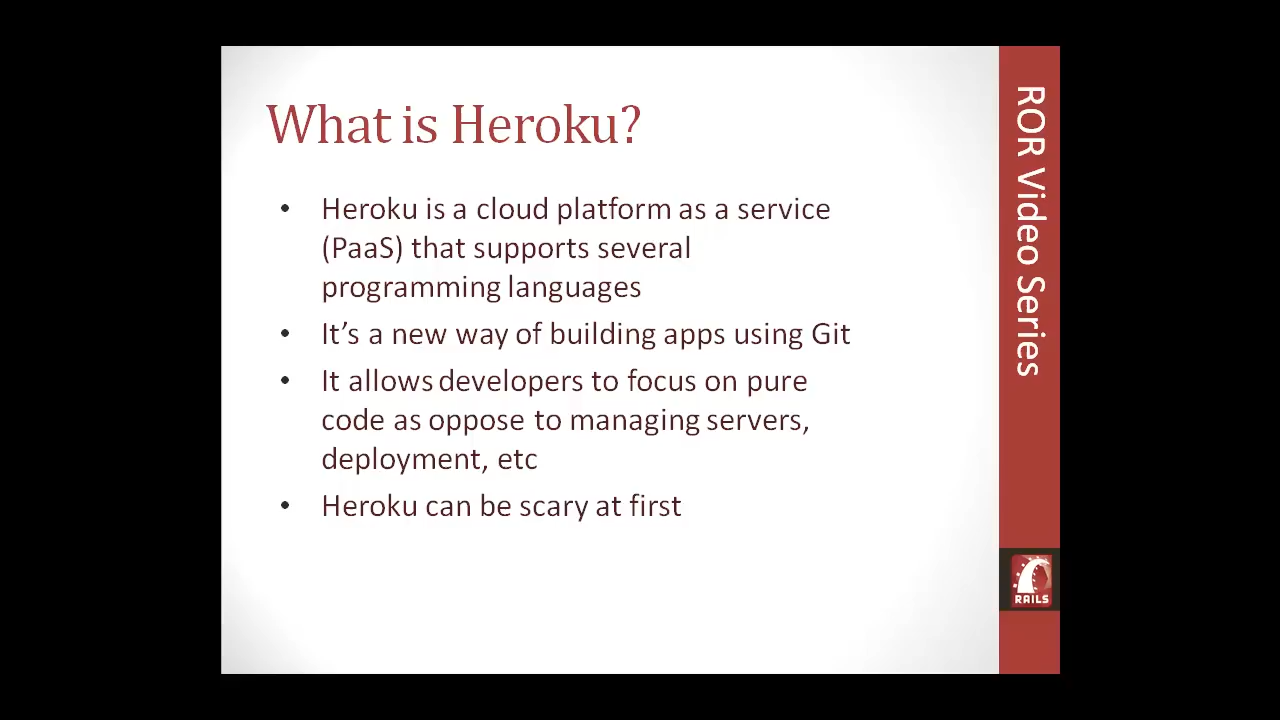 What is Heroku?
• Heroku is a cloud platform as a service
(PaaS) that supports several
programming languages
• It’s a new way of building apps using Git
• It allows developers to focus on pure
code as oppose to managing servers,
deployment, etc
• Heroku can be scary at first
ROR Video Series
RAILS